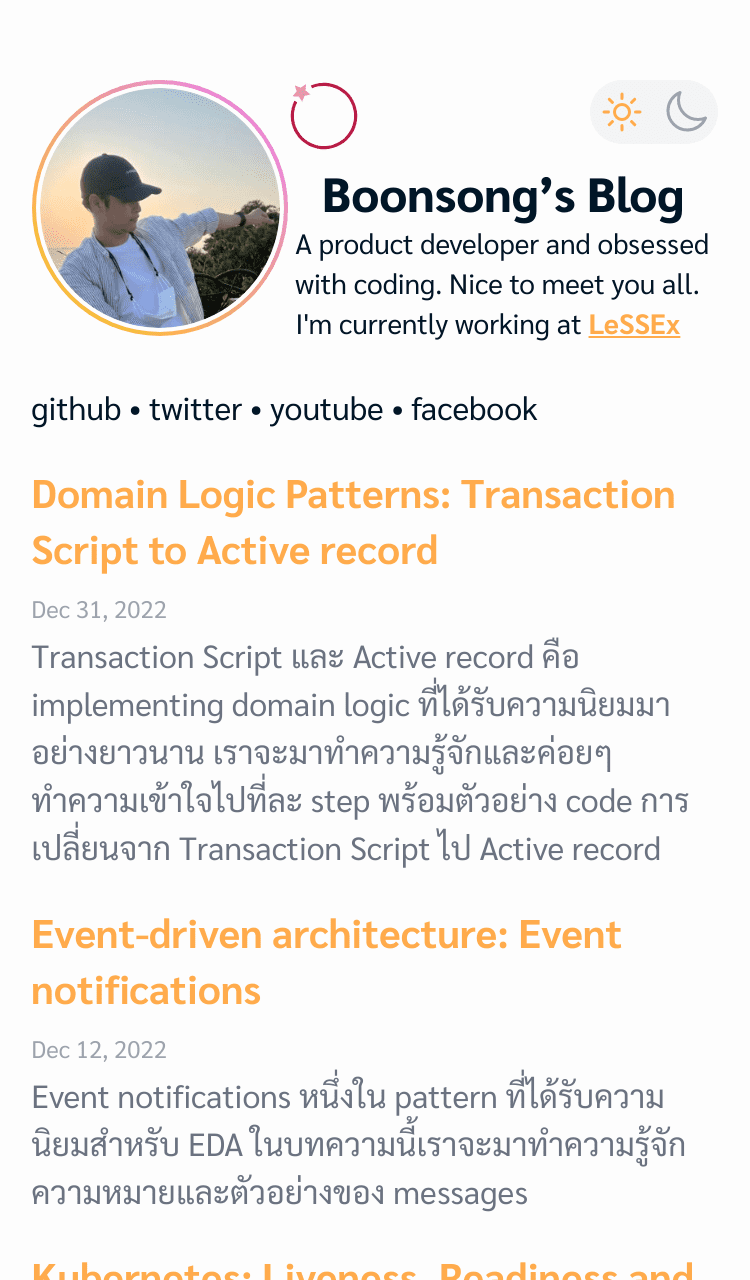 Boonsong’s Blog
A product developer and obsessed
with coding. Nice to meet you all.
I'm currently working at LeSSEx
github • twitter • youtube • facebook
Domain Logic Patterns: Transaction
Script to Active record
Dec 31, 2022
Transaction Script และ Active record คือ
implementing domain logic ที่ได้รับความนิยมมา
อย่างยาวนาน เราจะมาทำความรู้จักและค่อยๆ
ทำความเข้าใจไปที่ละ step พร้อมตัวอย่าง code การ
เปลี่ยนจาก Transaction Script ไป Active record
Event-driven architecture: Event
notifications
Dec 12, 2022
Event notifications หนึ่งใน pattern ที่ได้รับความ
นิยมสำหรับ EDA ในบทความนี้เราจะมาทำความรู้จัก
ความหมายและตัวอย่างของ messages
Kubernetes: Liveness, Readiness and